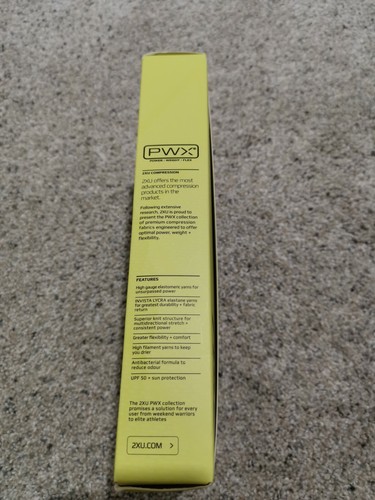 PWX
POWER · WEIGHT · FLEX
2XU COMPRESSION
2XU offers the most
advanced compression
products in the
market.
Following extensive
research, 2XU is proud to
present the PWX collection
of premium compression
fabrics engineered to offer
optimal power, weight +
flexibility.
FEATURES
High gauge elastomeric yarns for
unsurpassed power
INVISTA LYCRA elastane yarns
for greatest durability + fabric
return
Superior knit structure for
multidirectional stretch +
consistent power
Greater flexibility + comfort
High filament yarns to keep
you drier
Antibacterial formula to
reduce odour
UPF 50 + sun protection
The 2XU PWX collection
promises a solution for every
user from weekend warriors
to elite athletes
2XU.COM >